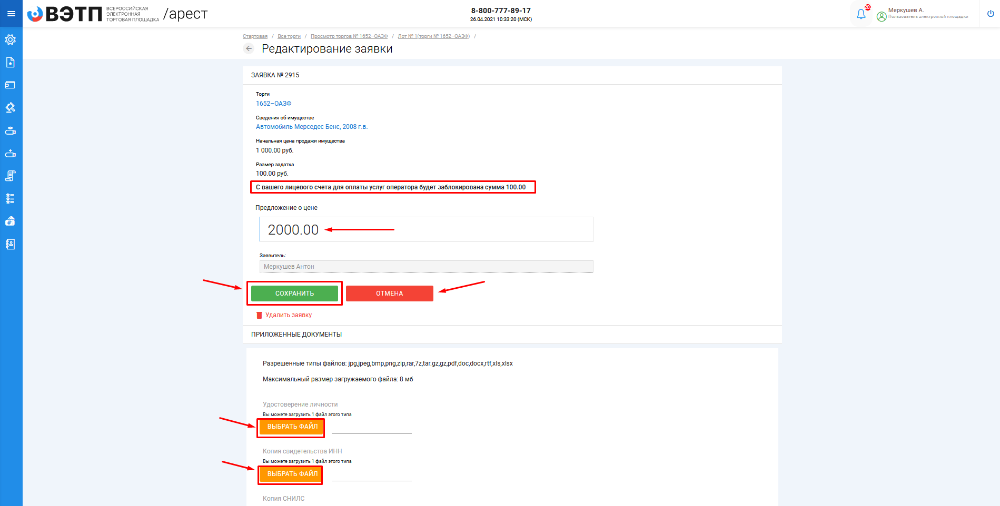 ВЭТП
ВСЕРОССИЙСКАЯ
ЭЛЕКТРОННАЯ
ТОРГОВАЯ ПЛОЩАДКА
/арест
8-800-777-89-17
26.04.2021 10:33:20 (МСК)
20
Меркушев А.
Пользователь электронной площадки
Стартовая / Все торги / Просмотр торгов № 1652-ОАЗФ / Лот № 1(торги № 1652-ОАЗФ) /
Редактирование заявки
ЗАЯВКА № 2915
Торги
1652-ОАЗФ
Сведения об имуществе
Автомобиль Мерседес Бенс, 2008 г.в.
Начальная цена продажи имущества
1 000.00 руб.
Размер задатка
100.00 руб.
С вашего лицевого счета для оплаты услуг оператора будет заблокирована сумма 100.00
Предложение о цене
2000.00
Заявитель:
Меркушев Антон
СОХРАНИТЬ ОТМЕНА
Удалить заявку
ПРИЛОЖЕННЫЕ ДОКУМЕНТЫ
Разрешенные типы файлов: jpg,jpeg,bmp,png,zip,rar,7z,tar.gz,gz,pdf,doc,docx,rtf,xls,xlsx
Максимальный размер загружаемого файла: 8 мб
Удостоверение личности
Вы можете загрузить 1 файл этого типа
ВЫБРАТЬ ФАЙЛ
Копия свидетельства ИНН
Вы можете загрузить 1 файл этого типа
ВЫБРАТЬ ФАЙЛ
Копия СНИЛС